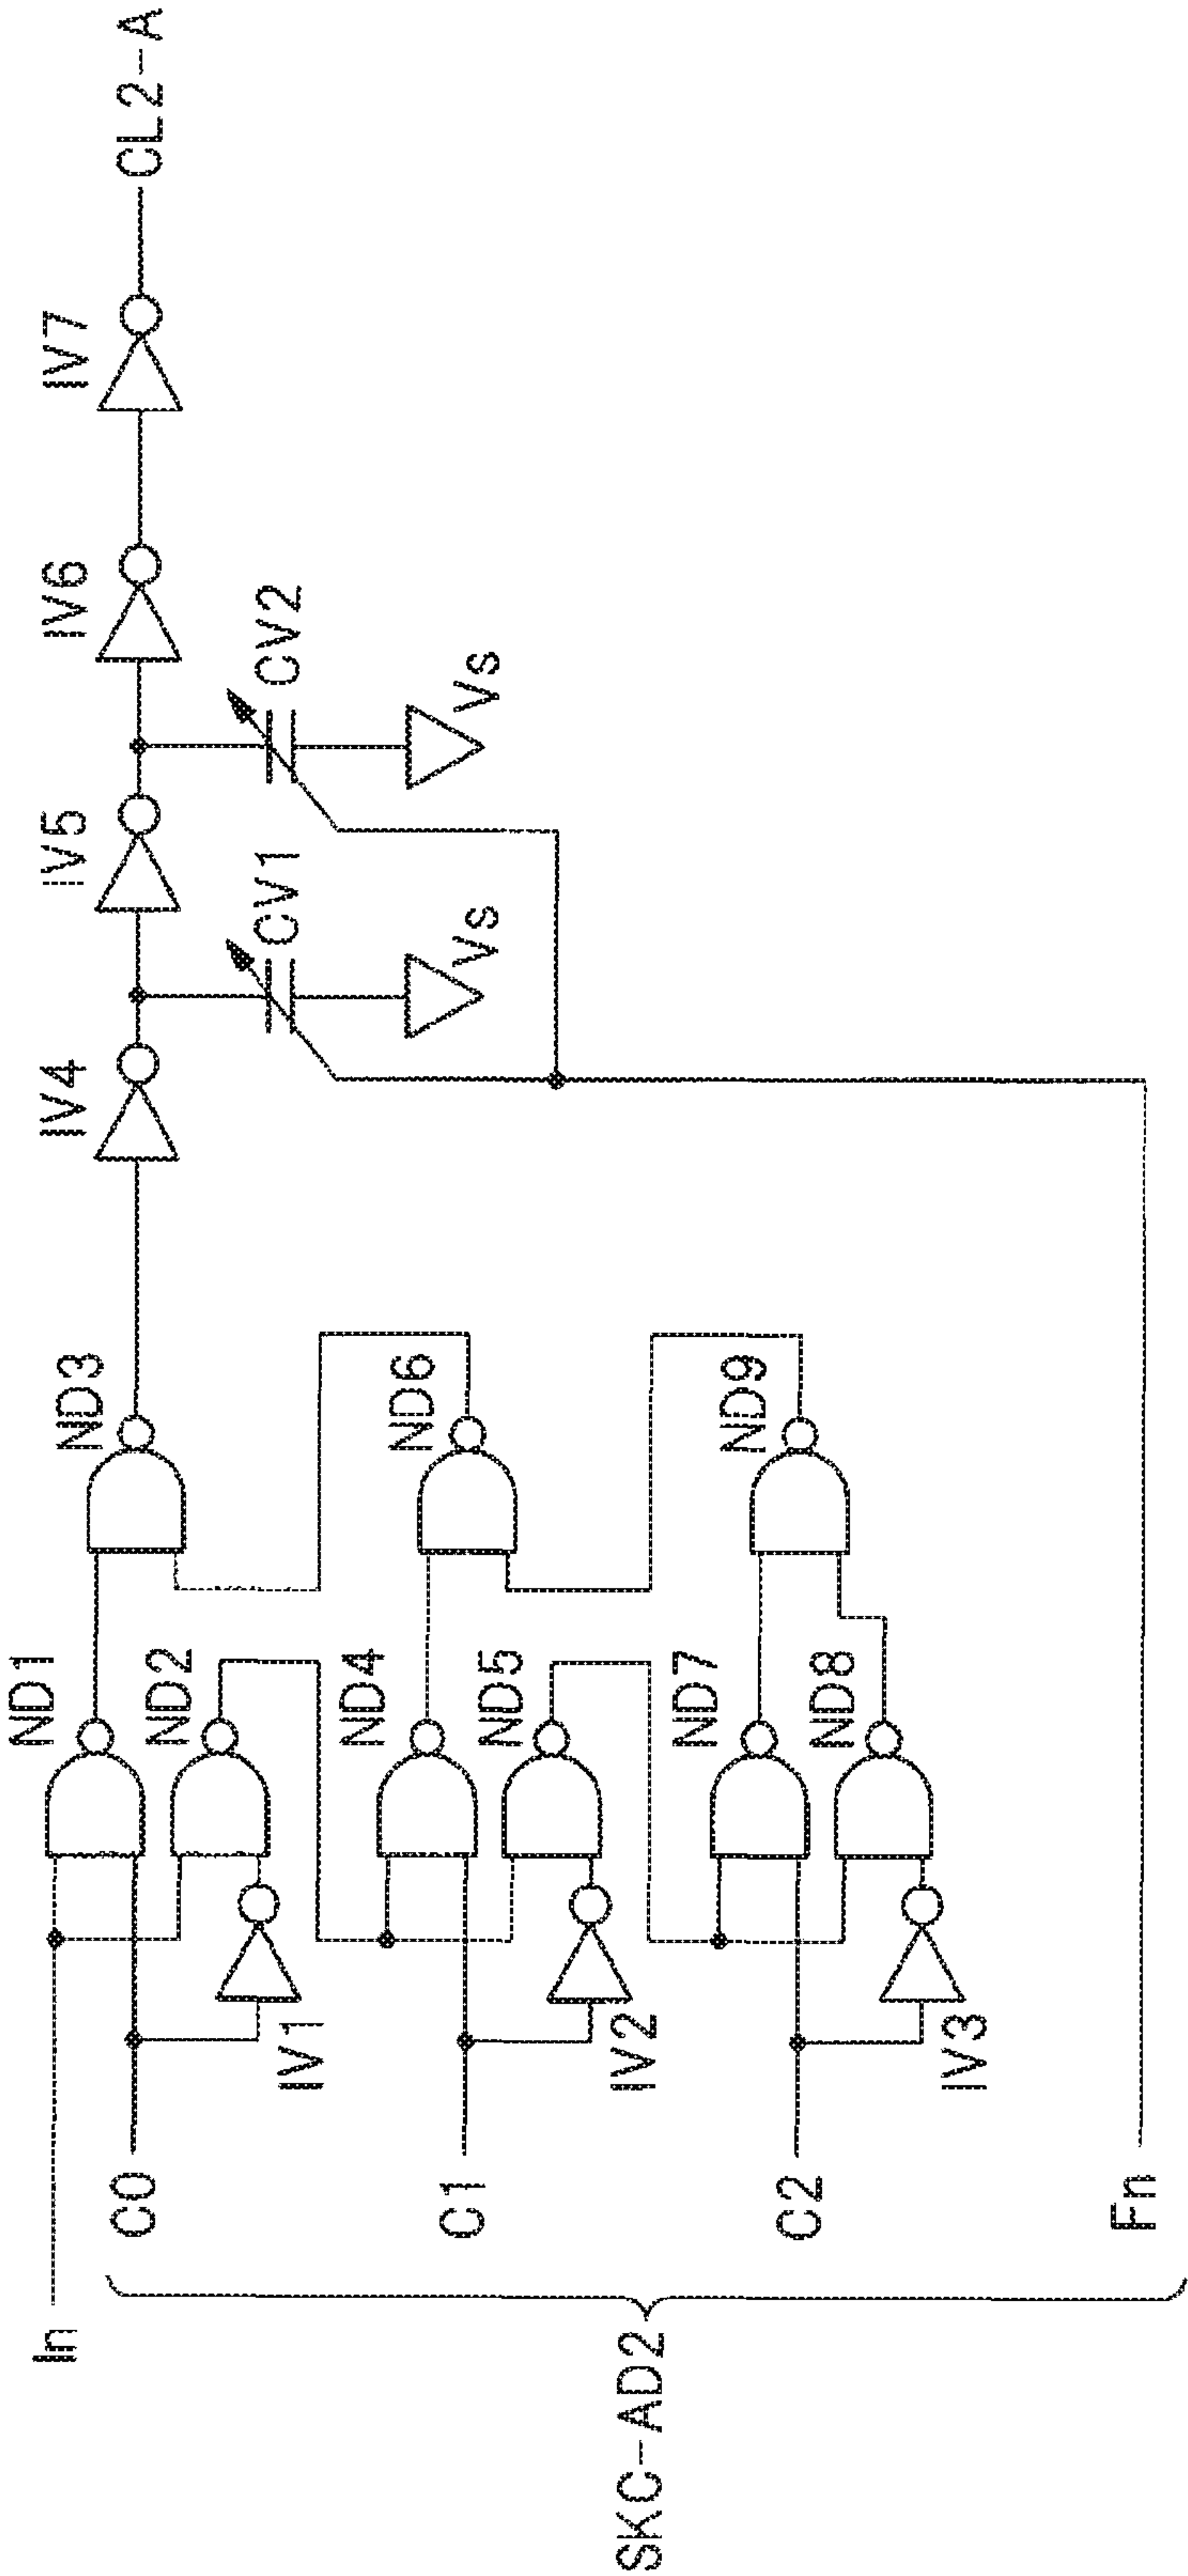 In
C0
C1
C2
Fn
SKC-AD2
IV1
IV2
IV3
ND1
ND2
ND4
ND5
ND7
ND8
ND3
ND6
ND9
IV4
IV5
IV6
IV7
CV1
CV2
Vs
Vs
CL2-A